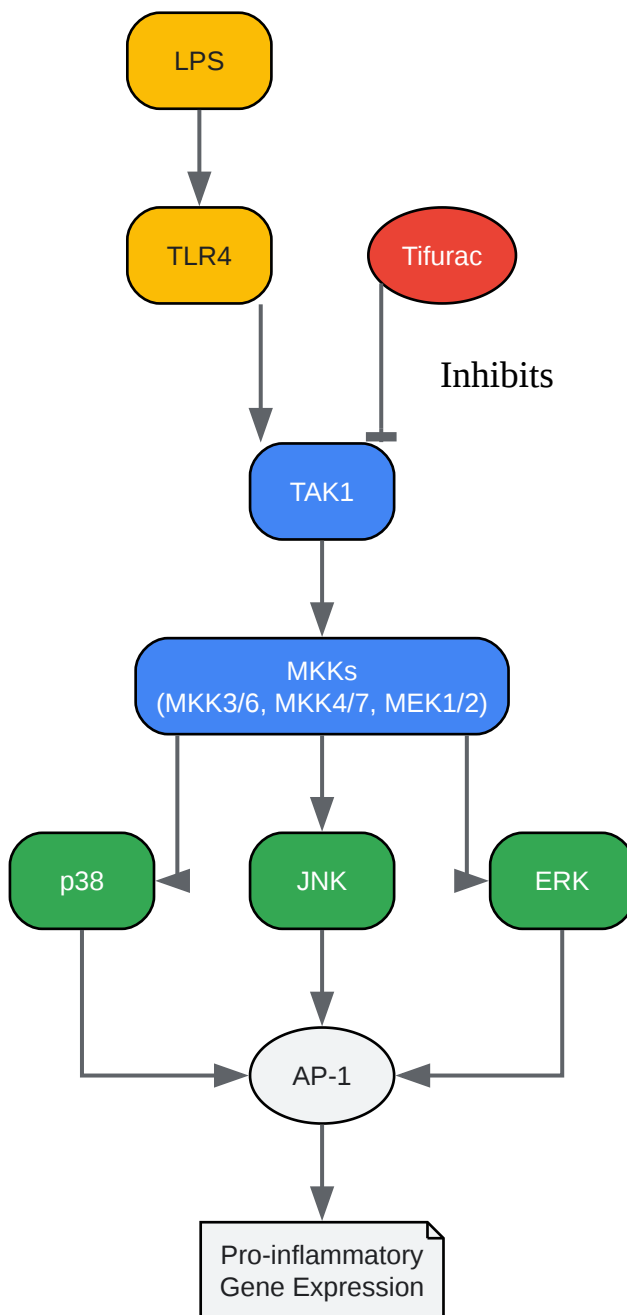 LPS
TLR4
Tifurac
Inhibits
TAK1
MKKs
(MKK3/6, MKK4/7, MEK1/2)
p38
JNK
ERK
AP-1
Pro-inflammatory
Gene Expression